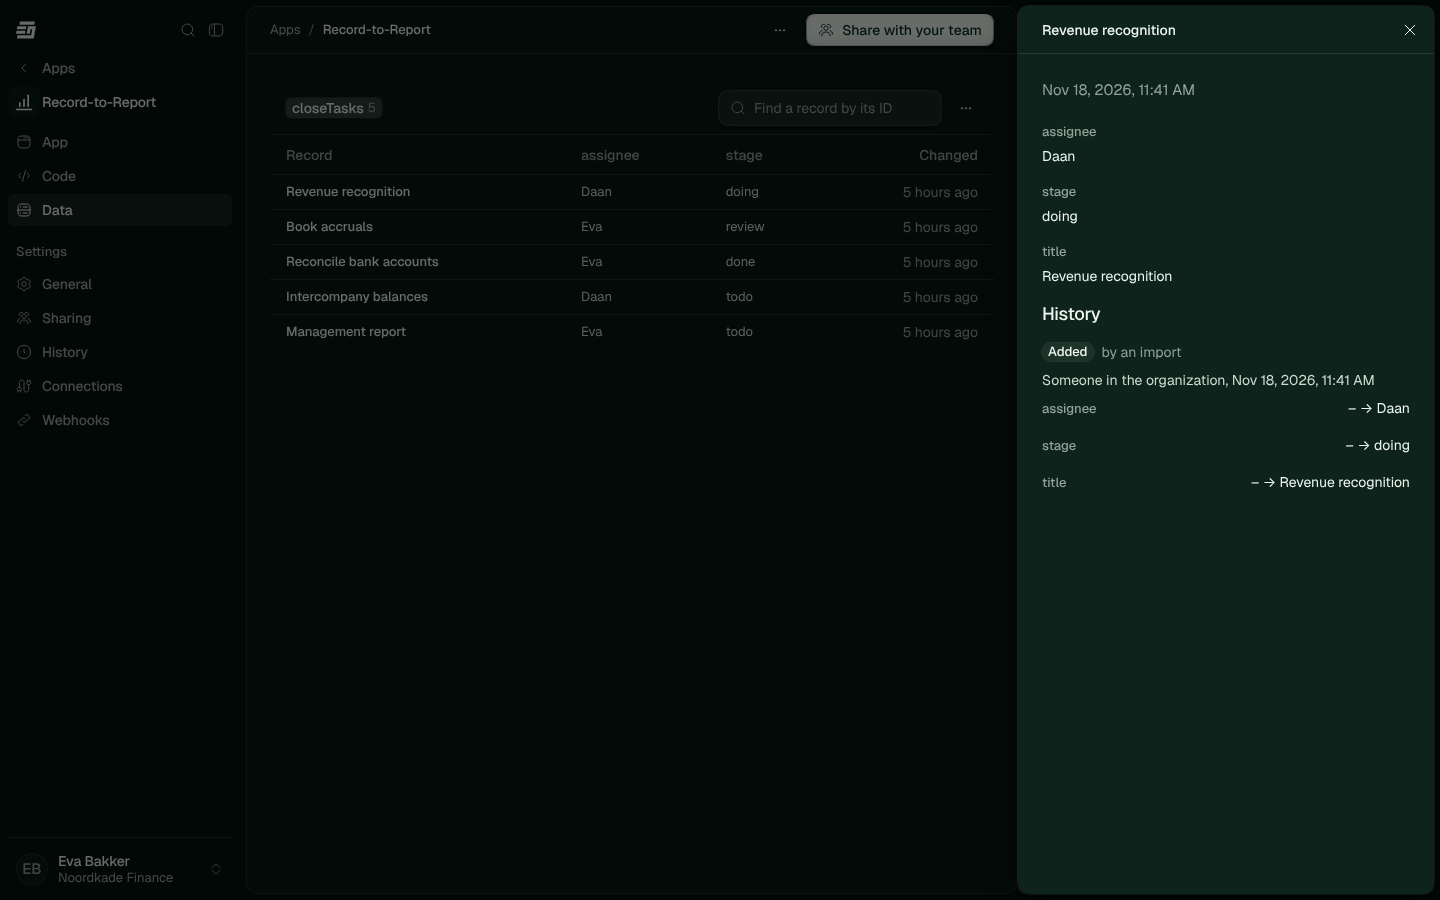 Apps
Record-to-Report
App
Code
Data
Settings
General
Sharing
History
Connections
Webhooks
EB
Eva Bakker
Noordkade Finance
Apps / Record-to-Report
Share with your team
closeTasks 5
Find a record by its ID
Record assignee stage Changed
Revenue recognition Daan doing 5 hours ago
Book accruals Eva review 5 hours ago
Reconcile bank accounts Eva done 5 hours ago
Intercompany balances Daan todo 5 hours ago
Management report Eva todo 5 hours ago
Revenue recognition
Nov 18, 2026, 11:41 AM
assignee
Daan
stage
doing
title
Revenue recognition
History
Added by an import
Someone in the organization, Nov 18, 2026, 11:41 AM
assignee – → Daan
stage – → doing
title – → Revenue recognition